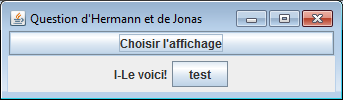 Question d'Hermann et de Jonas
Choisir l'affichage
I-Le voici! test